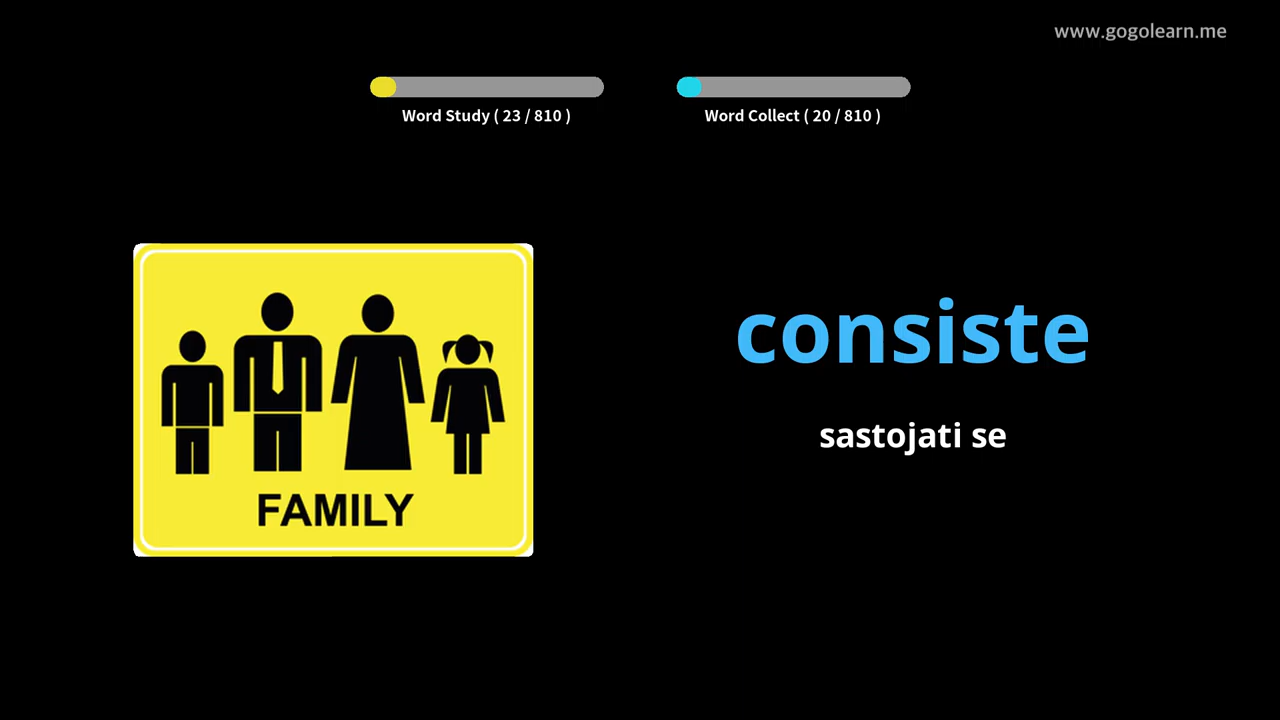 www.gogolearn.me
Word Study ( 23 / 810 )
Word Collect ( 20 / 810 )
consiste
sastojati se
FAMILY